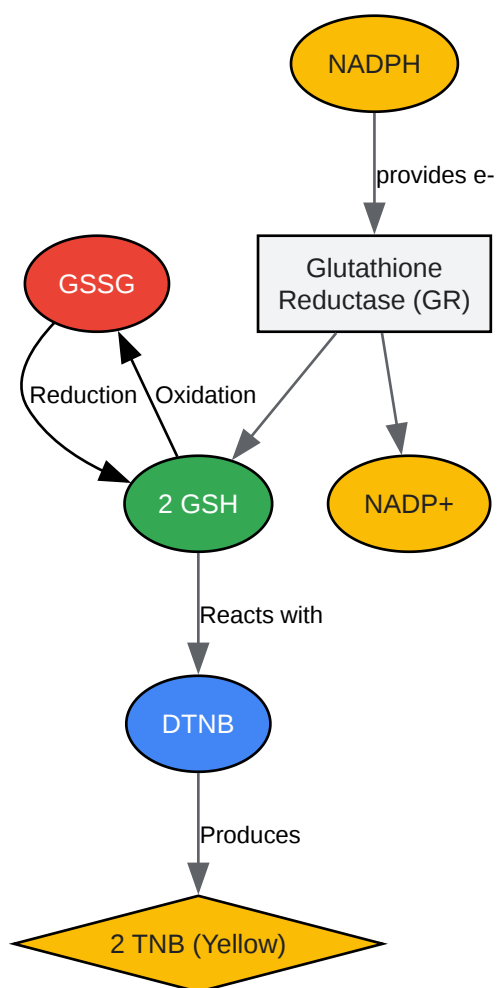 NADPH
provides e-
Glutathione
Reductase (GR)
GSSG
Reduction
Oxidation
2 GSH
NADP+
Reacts with
DTNB
Produces
2 TNB (Yellow)